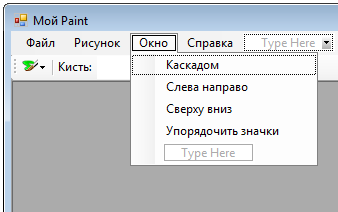 Мой Paint
Файл Рисунок Окно Справка Type Here
Кисть:
Каскадом
Слева направо
Сверху вниз
Упорядочить значки
Type Here